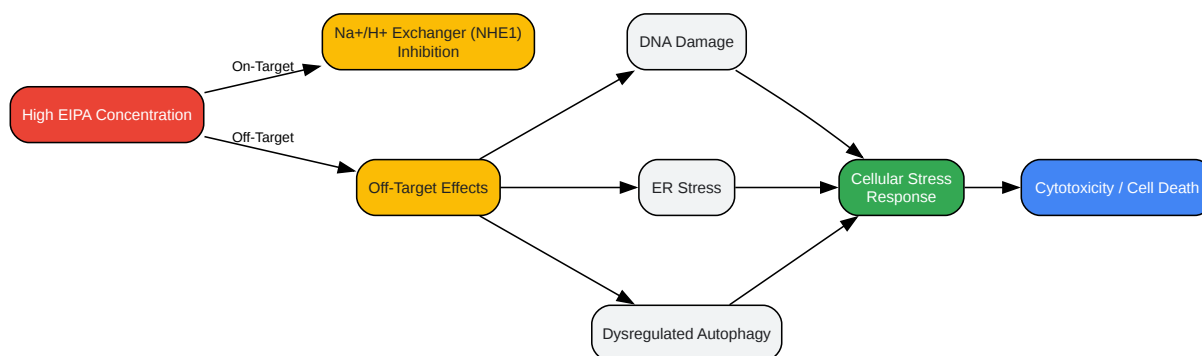 Na+/H+ Exchanger (NHE1)
Inhibition
DNA Damage
On-Target
High EIPA Concentration
Off-Target
Off-Target Effects
ER Stress
Cellular Stress
Response
Cytotoxicity / Cell Death
Dysregulated Autophagy